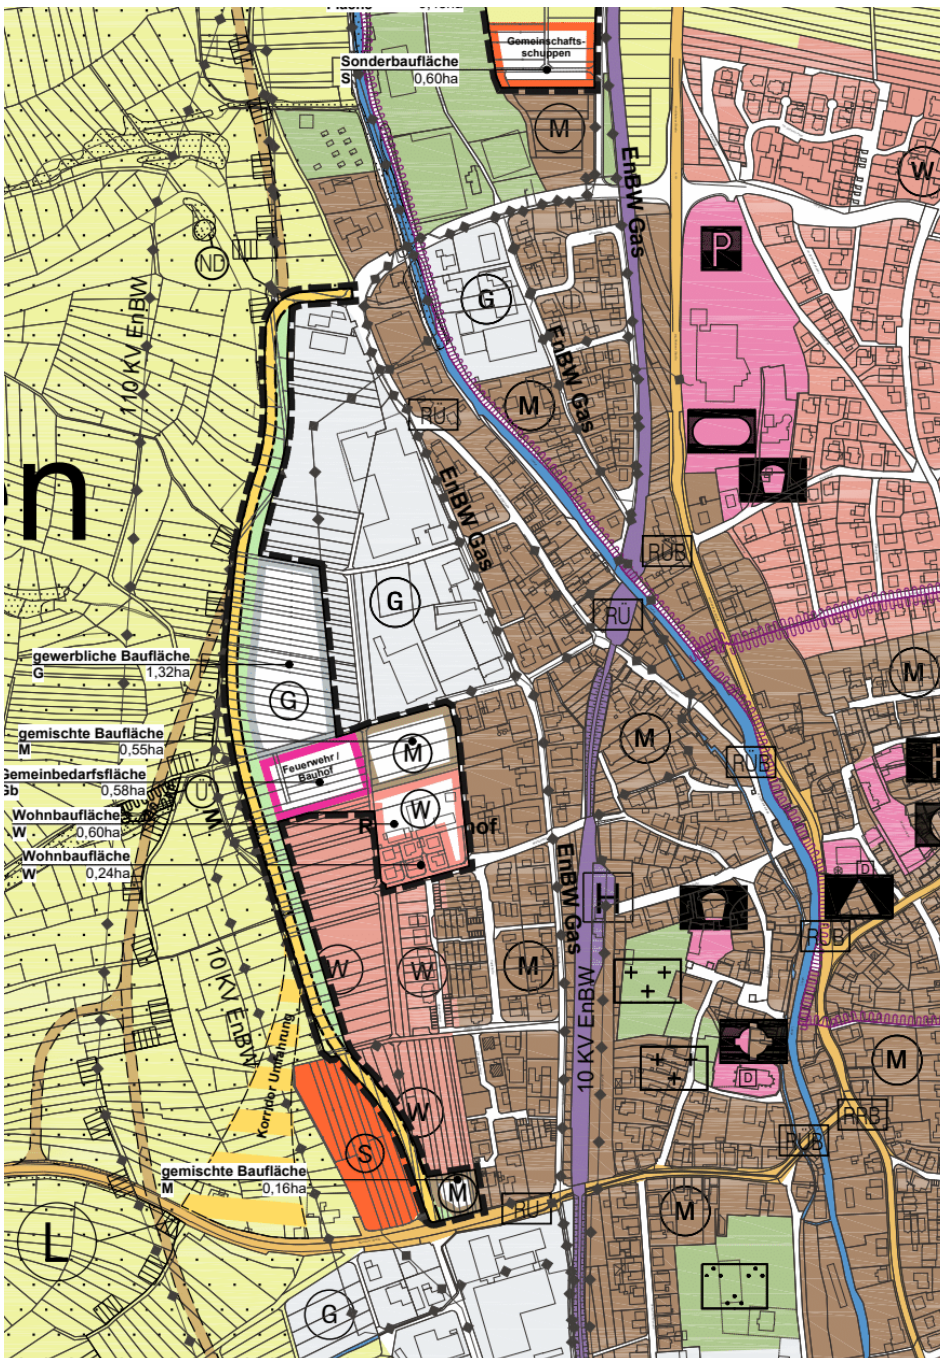 Gemeinschafts-
schuppen
Sonderbaufläche
S 0,60ha
M
W
EnBW Gas
P
ND
110 KV EnBW
G
EnBW Gas
M
RÜ
en
EnBW Gas
RÜB
G
RÜ
gewerbliche Baufläche
G 1,32ha
M
G
gemischte Baufläche
M 0,55ha
M
M
RÜB
Feuerwehr /
Bauhof
Gemeinbedarfsfläche
Gb 0,58ha
Ü
W
Wohnbaufläche
W 0,60ha
Wohnbaufläche
W 0,24ha
D
EnBW Gas
H
RÜB
W
W
M
10 KV EnBW
10 KV EnBW
Korridor Umfahrung
M
D
W
RRB
RÜB
S
gemischte Baufläche
M 0,16ha
M
RÜ
M
L
G